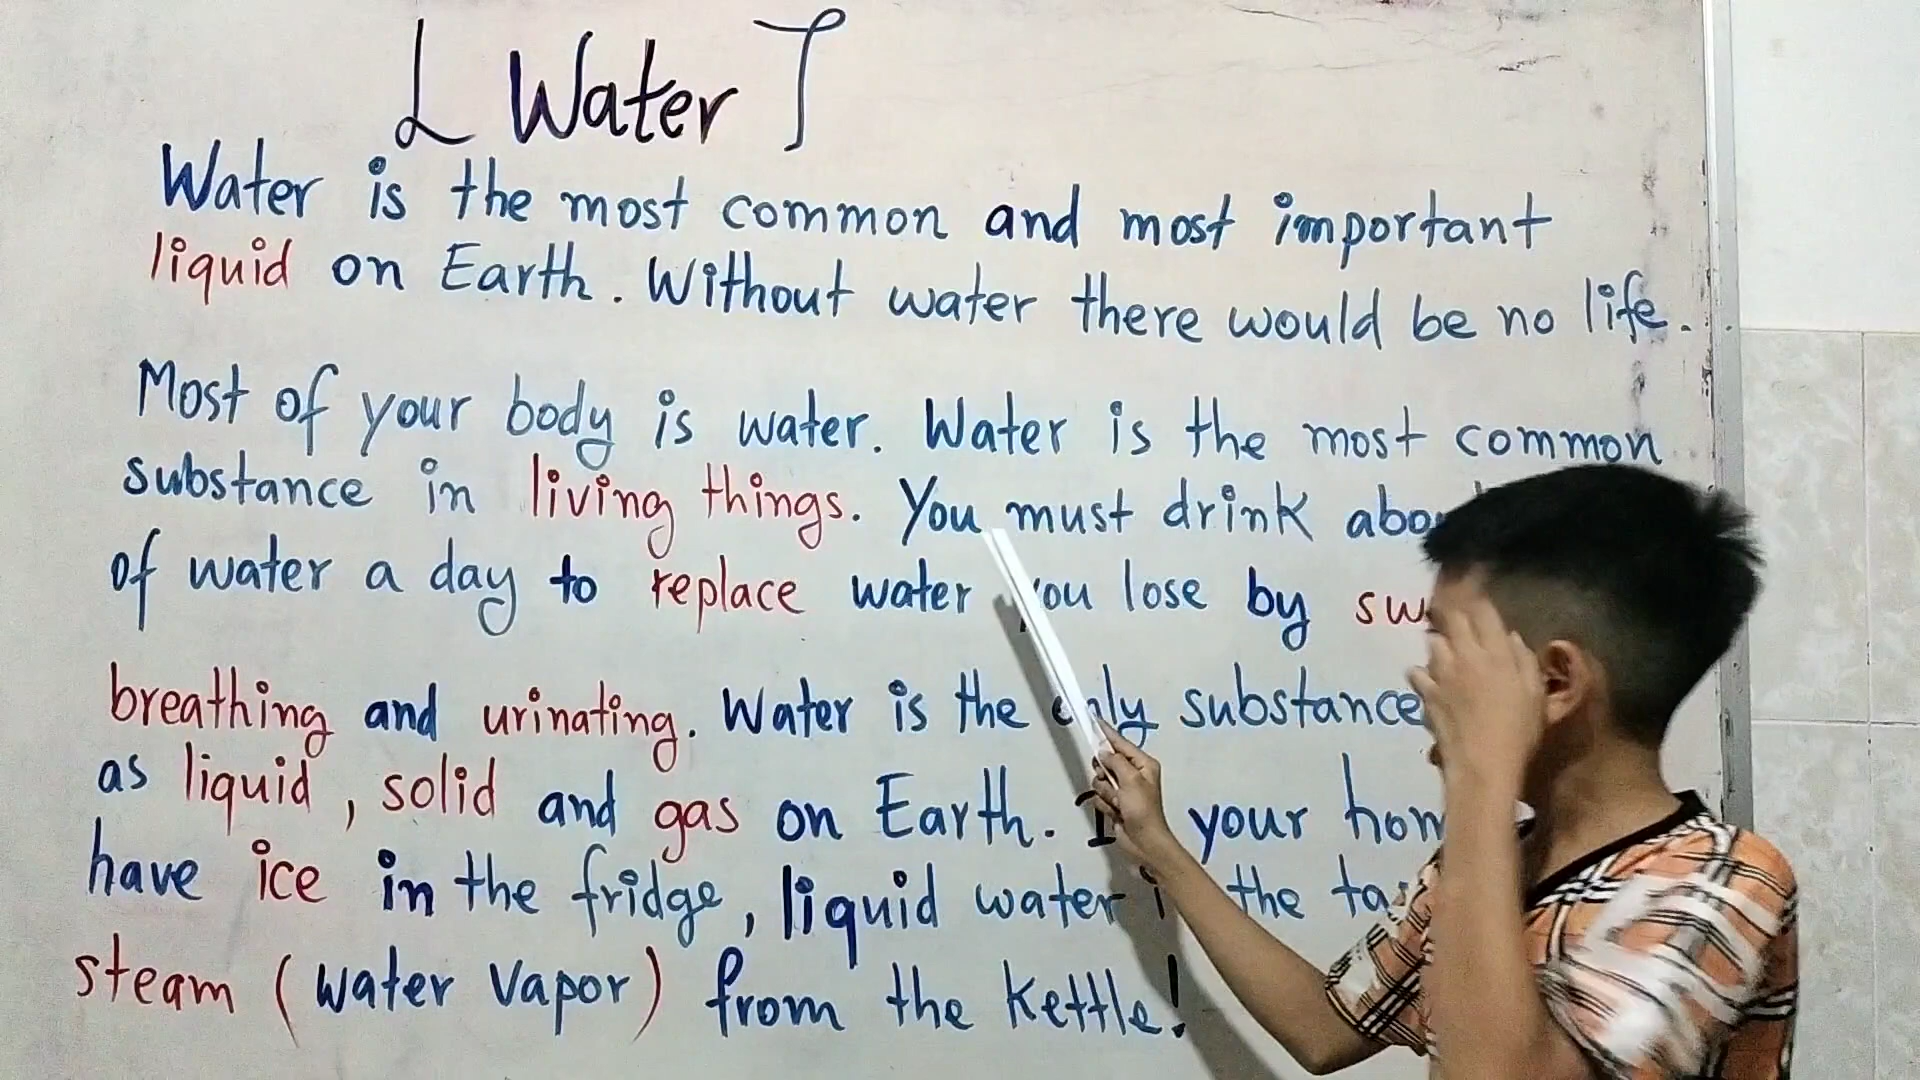 Water
Water is the most common and most important
liquid on Earth. Without water there would be no life.
Most of your body is water. Water is the most common
substance in living things. You must drink
of water a day to replace water you lose by
breathing and urinating. Water is the only substance
as liquid, solid and gas on Earth. your
have ice in the fridge, liquid water the
steam (water vapor) from the kettle!